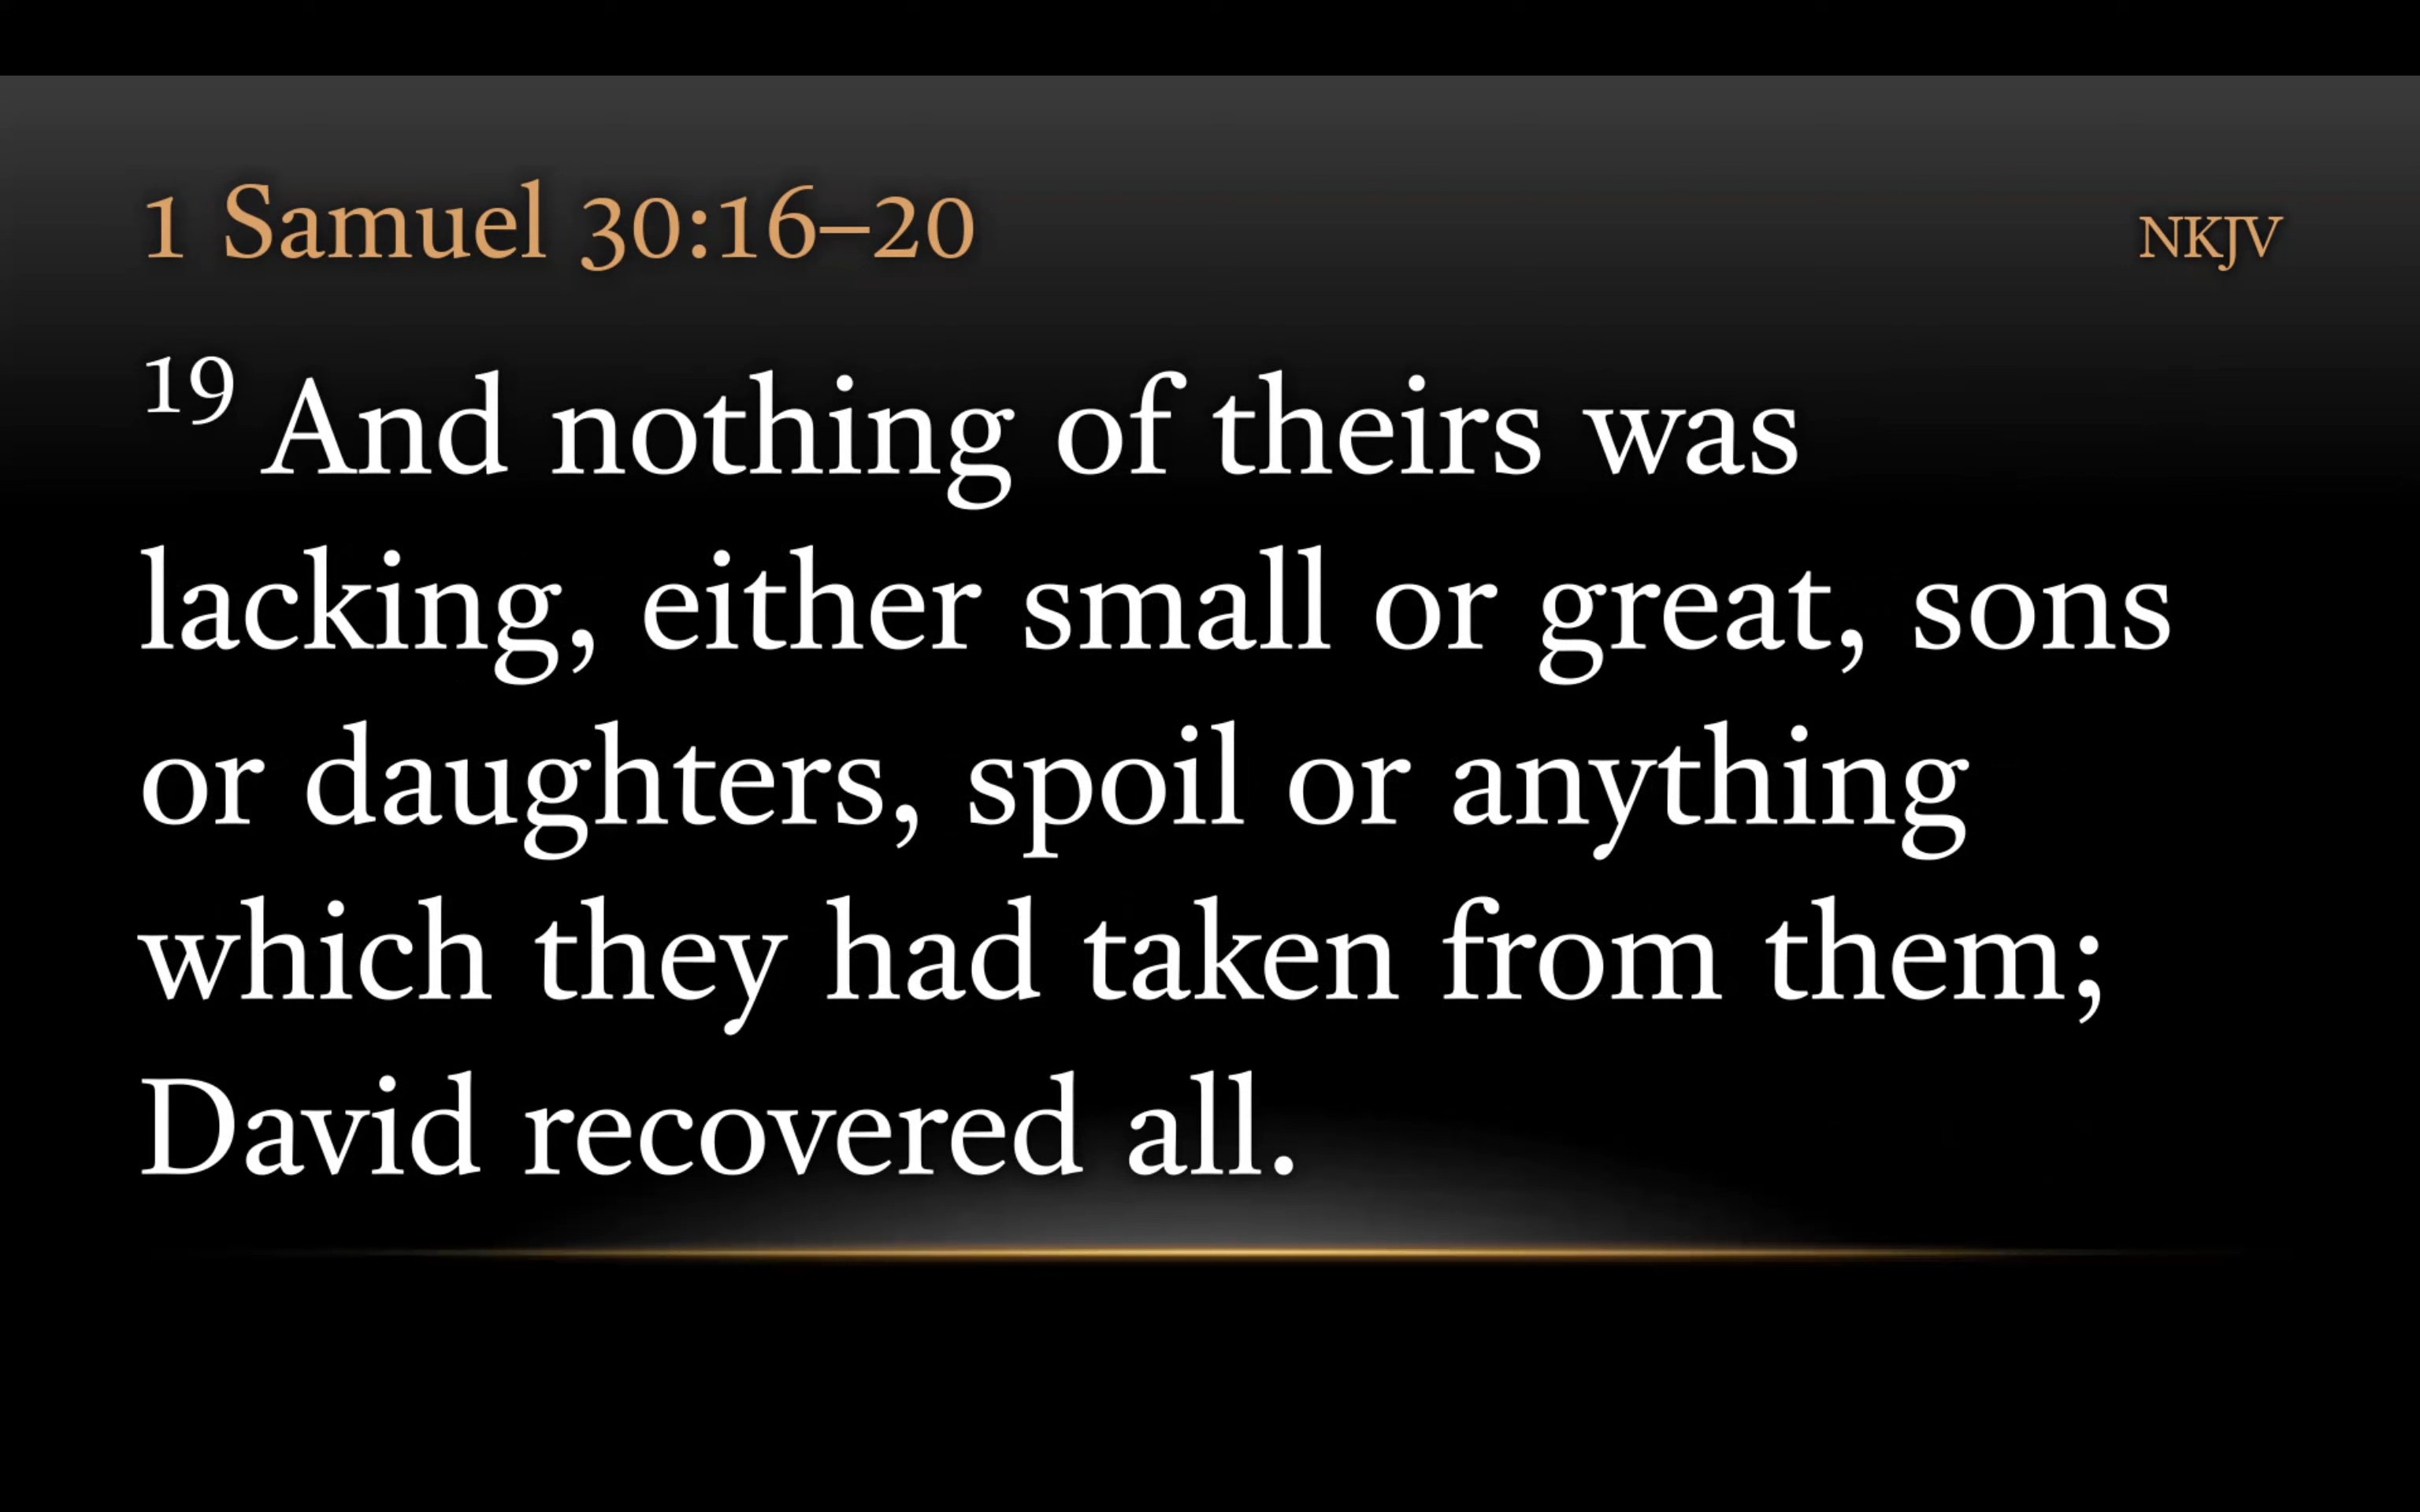 1 Samuel 30:16–20 NKJV
19 And nothing of theirs was
lacking, either small or great, sons
or daughters, spoil or anything
which they had taken from them;
David recovered all.